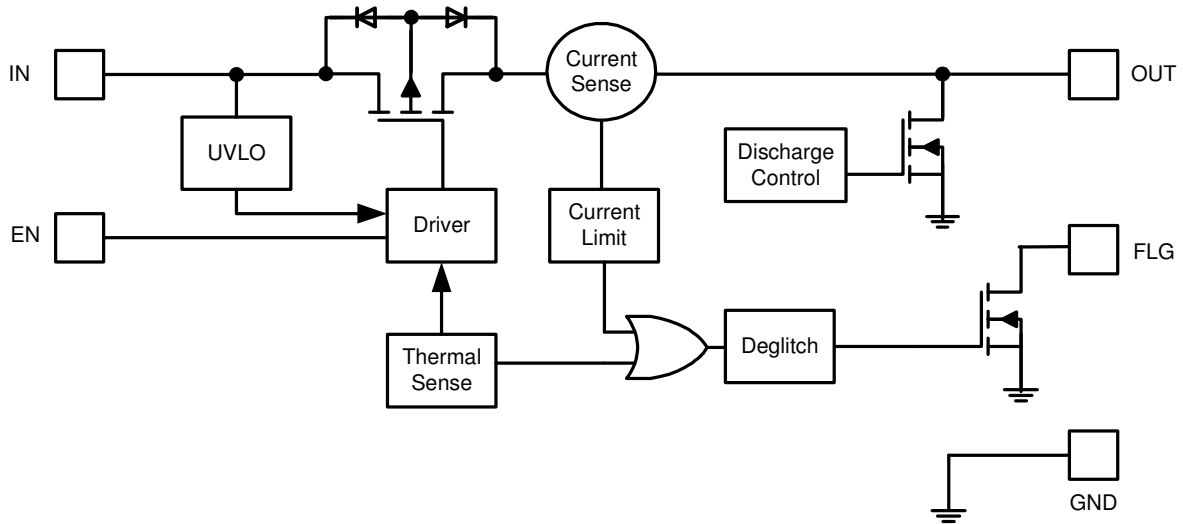 IN
Current
Sense
OUT
UVLO
Discharge
Control
EN
Driver
Current
Limit
FLG
Thermal
Sense
Deglitch
GND